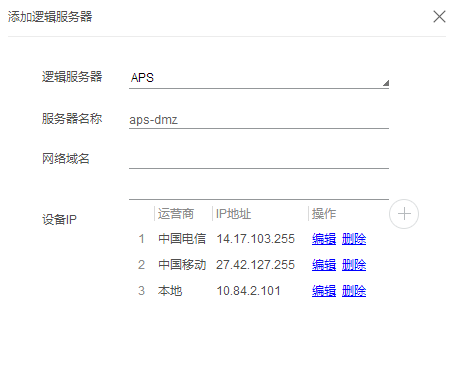 添加逻辑服务器
逻辑服务器 APS
服务器名称 aps-dmz
网络域名
设备IP
运营商 IP地址 操作
1 中国电信 14.17.103.255 编辑 删除
2 中国移动 27.42.127.255 编辑 删除
3 本地 10.84.2.101 编辑 删除